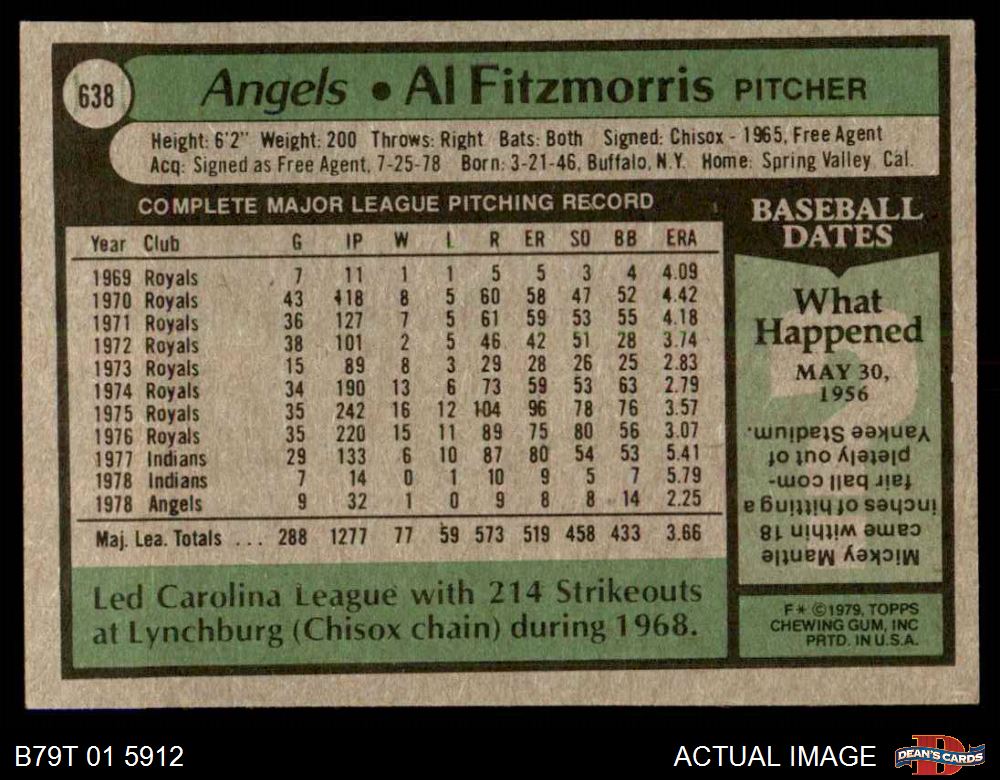 638
Angels • Al Fitzmorris PITCHER
Height: 6'2" Weight: 200 Throws: Right Bats: Both Signed: Chisox - 1965, Free Agent
Acq: Signed as Free Agent, 7-25-78 Born: 3-21-46, Buffalo, N.Y. Home: Spring Valley, Cal.
COMPLETE MAJOR LEAGUE PITCHING RECORD
Year Club G IP W L R ER SO BB ERA
1969 Royals 7 11 1 1 5 5 3 4 4.09
1970 Royals 43 118 8 5 60 58 47 52 4.42
1971 Royals 36 127 7 5 61 59 53 55 4.18
1972 Royals 38 101 2 5 46 42 51 28 3.74
1973 Royals 15 89 8 3 29 28 26 25 2.83
1974 Royals 34 190 13 6 73 59 53 63 2.79
1975 Royals 35 242 16 12 104 96 78 76 3.57
1976 Royals 35 220 15 11 89 75 80 56 3.07
1977 Indians 29 133 6 10 87 80 54 53 5.41
1978 Indians 7 14 0 1 10 9 5 7 5.79
1978 Angels 9 32 1 0 9 8 8 14 2.25
Maj. Lea. Totals ... 288 1277 77 59 573 519 458 433 3.66
Led Carolina League with 214 Strikeouts
at Lynchburg (Chisox chain) during 1968.
BASEBALL
DATES
What
Happened
MAY 30,
1956
Mickey Mantle
came within 18
inches of hitting a
fair ball com-
pletely out of
Yankee Stadium.
F* ©1979, TOPPS
CHEWING GUM, INC
PRTD. IN U.S.A.
B79T 01 5912
ACTUAL IMAGE
DEAN'S CARDS